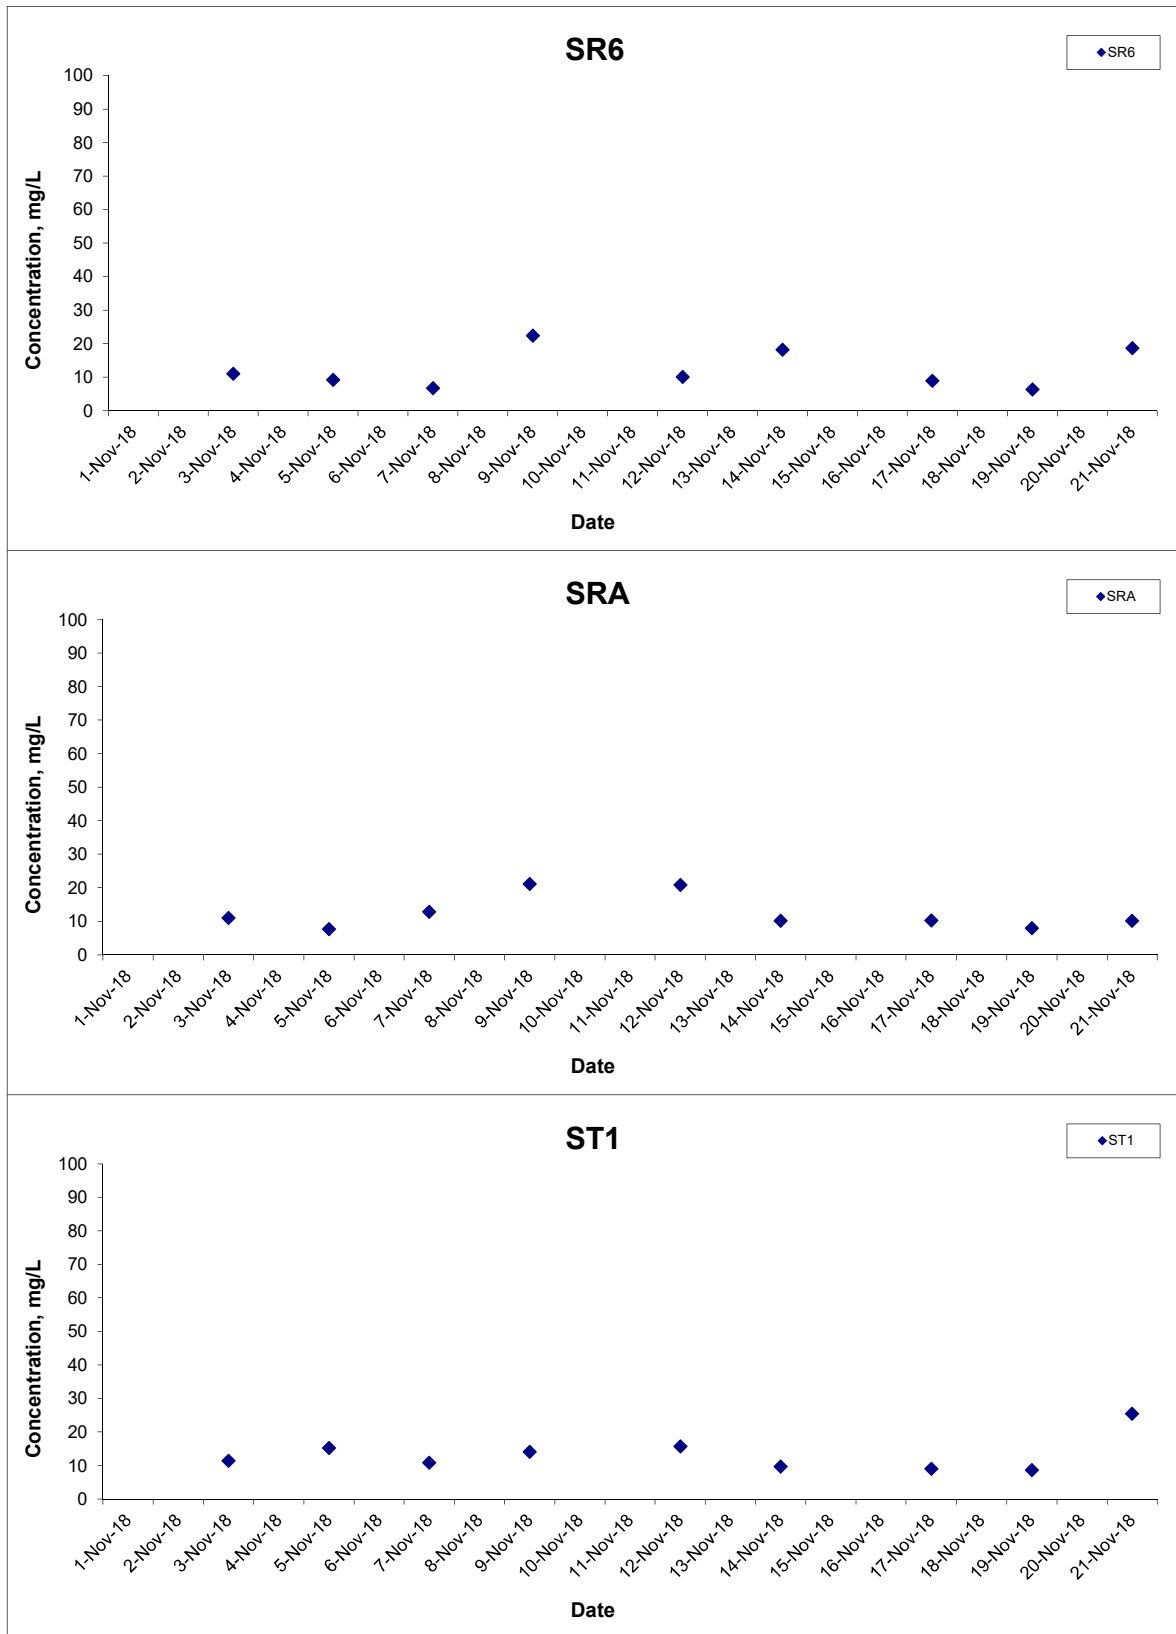 SR6
SR6
100
90
80
70
60
50
40
30
20
10
0
Concentration, mg/L
1-Nov-18
2-Nov-18
3-Nov-18
4-Nov-18
5-Nov-18
6-Nov-18
7-Nov-18
8-Nov-18
9-Nov-18
10-Nov-18
11-Nov-18
12-Nov-18
13-Nov-18
14-Nov-18
15-Nov-18
16-Nov-18
17-Nov-18
18-Nov-18
19-Nov-18
20-Nov-18
21-Nov-18
Date
SRA
SRA
100
90
80
70
60
50
40
30
20
10
0
Concentration, mg/L
1-Nov-18
2-Nov-18
3-Nov-18
4-Nov-18
5-Nov-18
6-Nov-18
7-Nov-18
8-Nov-18
9-Nov-18
10-Nov-18
11-Nov-18
12-Nov-18
13-Nov-18
14-Nov-18
15-Nov-18
16-Nov-18
17-Nov-18
18-Nov-18
19-Nov-18
20-Nov-18
21-Nov-18
Date
ST1
ST1
100
90
80
70
60
50
40
30
20
10
0
Concentration, mg/L
1-Nov-18
2-Nov-18
3-Nov-18
4-Nov-18
5-Nov-18
6-Nov-18
7-Nov-18
8-Nov-18
9-Nov-18
10-Nov-18
11-Nov-18
12-Nov-18
13-Nov-18
14-Nov-18
15-Nov-18
16-Nov-18
17-Nov-18
18-Nov-18
19-Nov-18
20-Nov-18
21-Nov-18
Date